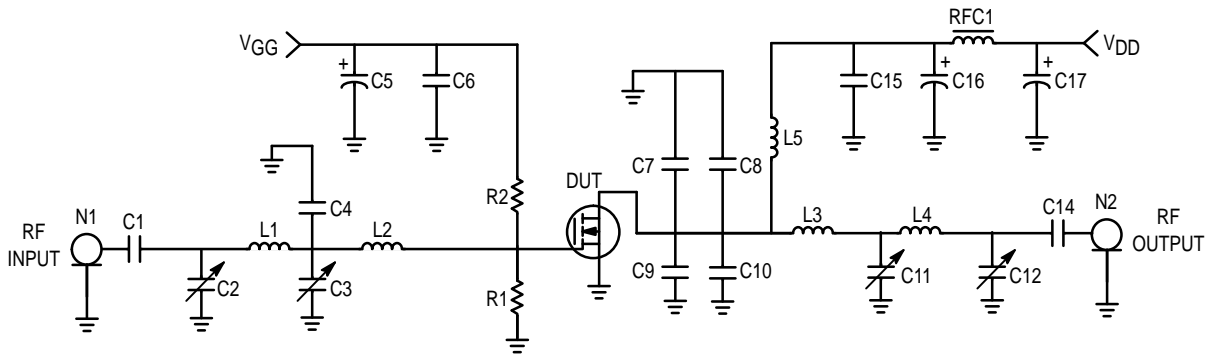 RFC1
VGG
+
C5
C6
C15
+
C16
+
C17
VDD
L5
C7
C8
R2
DUT
C4
RF
INPUT
N1
C1
L1
L2
L3
L4
C14
N2
RF
OUTPUT
C2
C3
R1
C9
C10
C11
C12